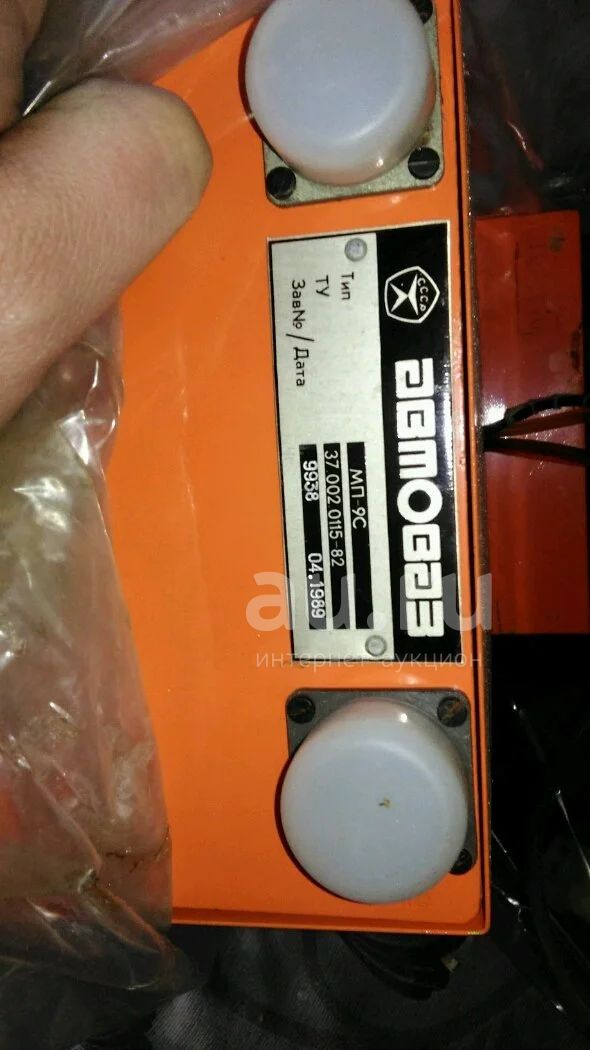 СССР
автоваз
Тип МП-9С
ТУ 37.002.0115-82
Зав№/Дата 9938 04.1989
au.ru
интернет-аукцион